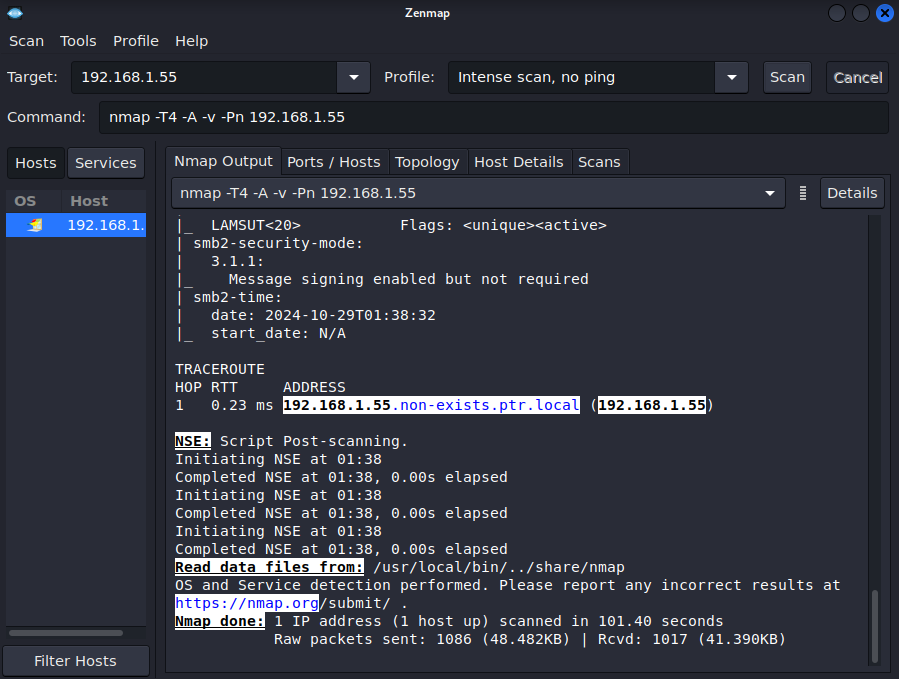 Zenmap
Scan Tools Profile Help
Target: 192.168.1.55 Profile: Intense scan, no ping Scan Cancel
Command: nmap -T4 -A -v -Pn 192.168.1.55
Hosts Services
OS Host
192.168.1.
Filter Hosts
Nmap Output Ports / Hosts Topology Host Details Scans
nmap -T4 -A -v -Pn 192.168.1.55 Details
|_  LAMSUT<20>           Flags: <unique><active>
| smb2-security-mode:
|   3.1.1:
|_    Message signing enabled but not required
| smb2-time:
|   date: 2024-10-29T01:38:32
|_  start_date: N/A
TRACEROUTE
HOP RTT     ADDRESS
1   0.23 ms 192.168.1.55.non-exists.ptr.local (192.168.1.55)
NSE: Script Post-scanning.
Initiating NSE at 01:38
Completed NSE at 01:38, 0.00s elapsed
Initiating NSE at 01:38
Completed NSE at 01:38, 0.00s elapsed
Initiating NSE at 01:38
Completed NSE at 01:38, 0.00s elapsed
Read data files from: /usr/local/bin/../share/nmap
OS and Service detection performed. Please report any incorrect results at
https://nmap.org/submit/ .
Nmap done: 1 IP address (1 host up) scanned in 101.40 seconds
Raw packets sent: 1086 (48.482KB) | Rcvd: 1017 (41.390KB)